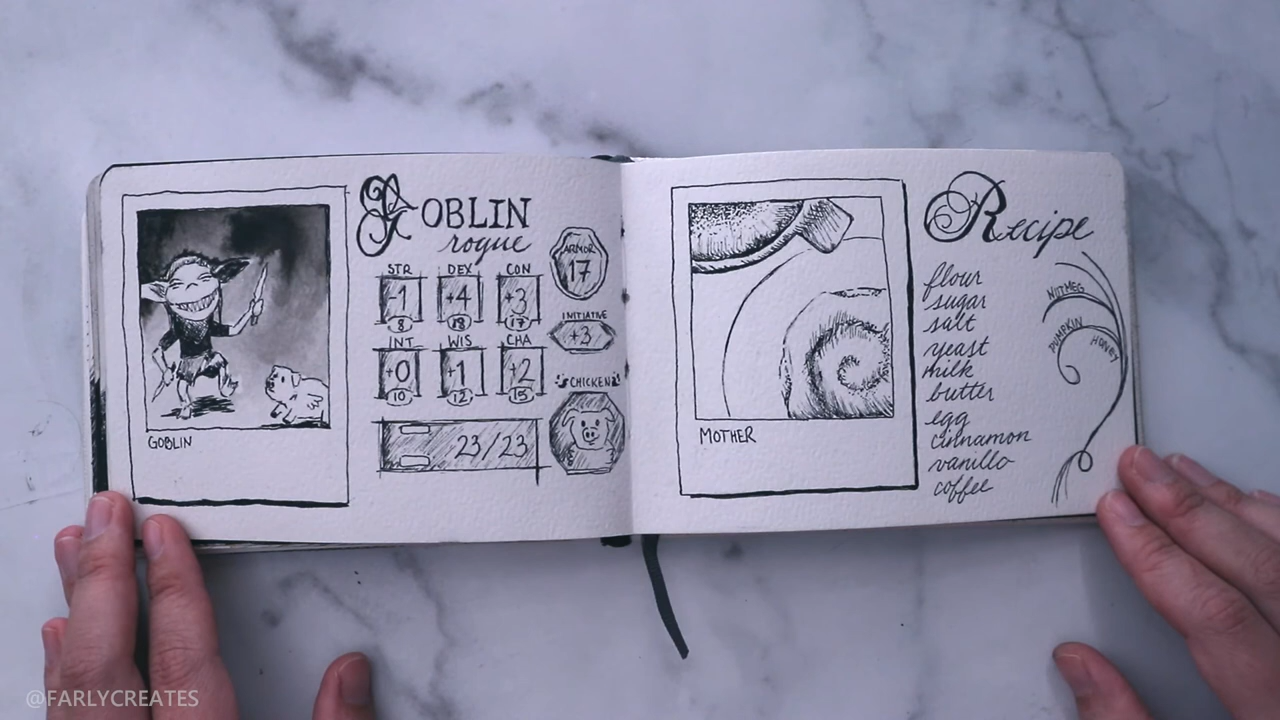 GOBLIN
rogue
STR DEX CON
-1 +4 +3
8 18 17
INT WIS CHA
+0 +1 +2
10 12 15
23/23
ARMOR
17
INITIATIVE
+3
CHICKEN
GOBLIN
MOTHER
Recipe
flour
sugar
salt
yeast
milk
butter
egg
cinnamon
vanilla
coffee
NUTMEG
PUMPKIN
HONEY
@FARLYCREATES